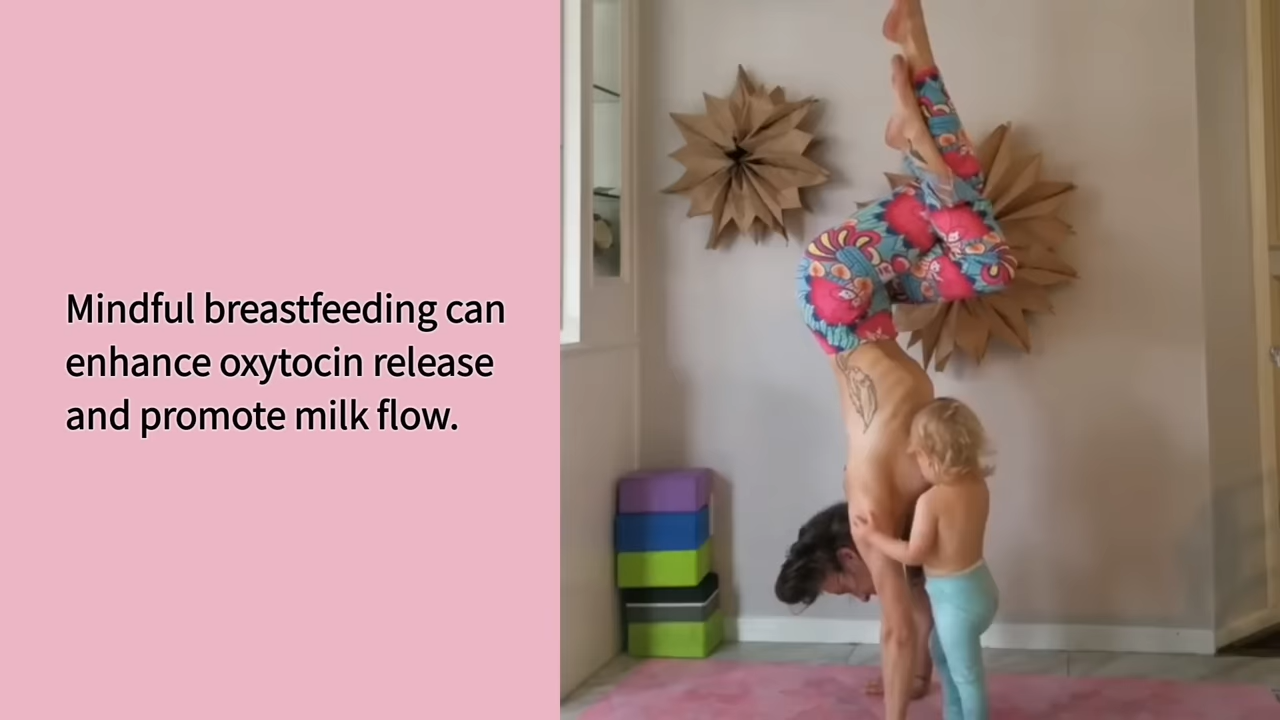 Mindful breastfeeding can
enhance oxytocin release
and promote milk flow.